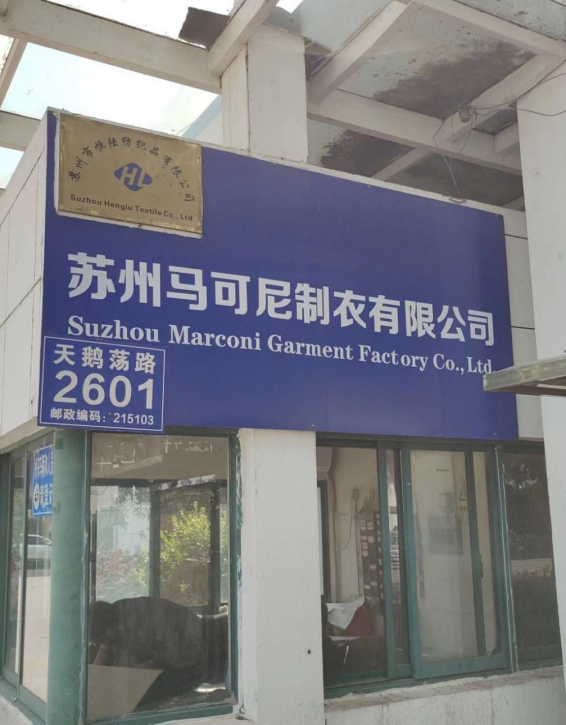 苏州市恒陆纺织品有限公司
HL
Suzhou Henglu Textile Co., Ltd
苏州马可尼制衣有限公司
Suzhou Marconi Garment Factory Co., Ltd
天鹅荡路
2601
邮政编码：215103